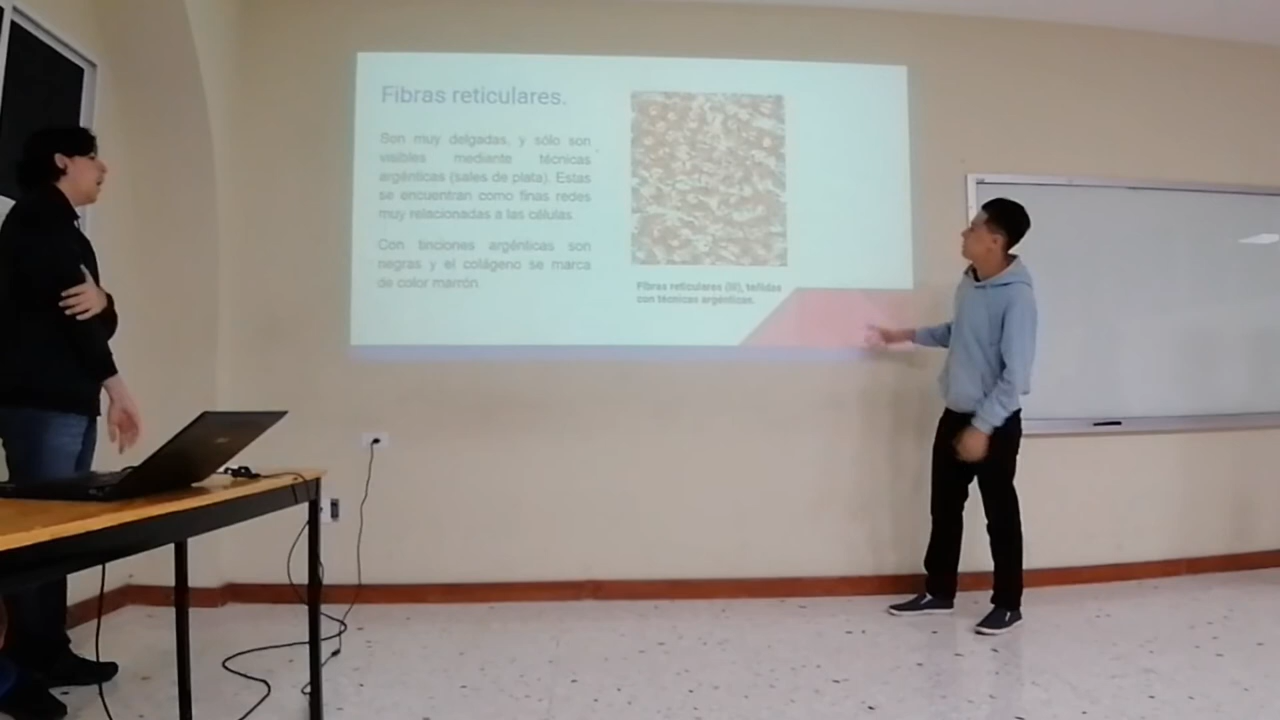 Fibras reticulares.
Son muy delgadas, y sólo son
visibles mediante técnicas
argénticas (sales de plata). Estas
se encuentran como finas redes
muy relacionadas a las células.
Con tinciones argénticas son
negras y el colágeno se marca
de color marrón.
Fibras reticulares (III), teñidas
con técnicas argénticas.